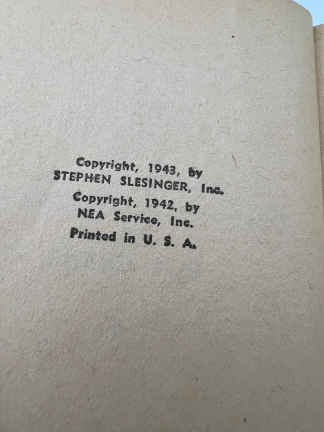 Copyright, 1943, by
STEPHEN SLESINGER, Inc.
Copyright, 1942, by
NEA Service, Inc.
Printed in U. S. A.